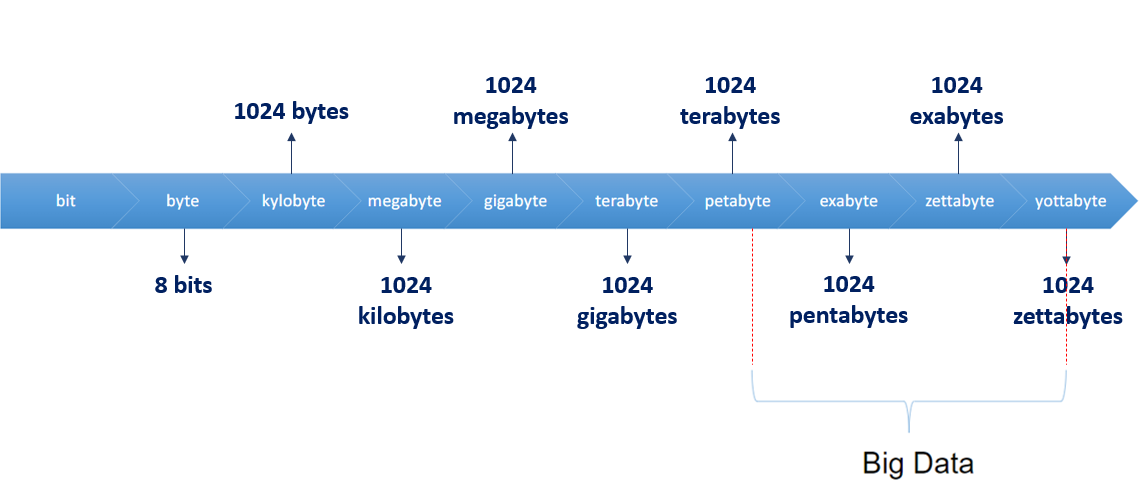 1024
megabytes
1024
terabytes
1024
exabytes
1024 bytes
bit
byte
kylobyte
megabyte
gigabyte
terabyte
petabyte
exabyte
zettabyte
yottabyte
8 bits
1024
kilobytes
1024
gigabytes
1024
pentabytes
1024
zettabytes
Big Data